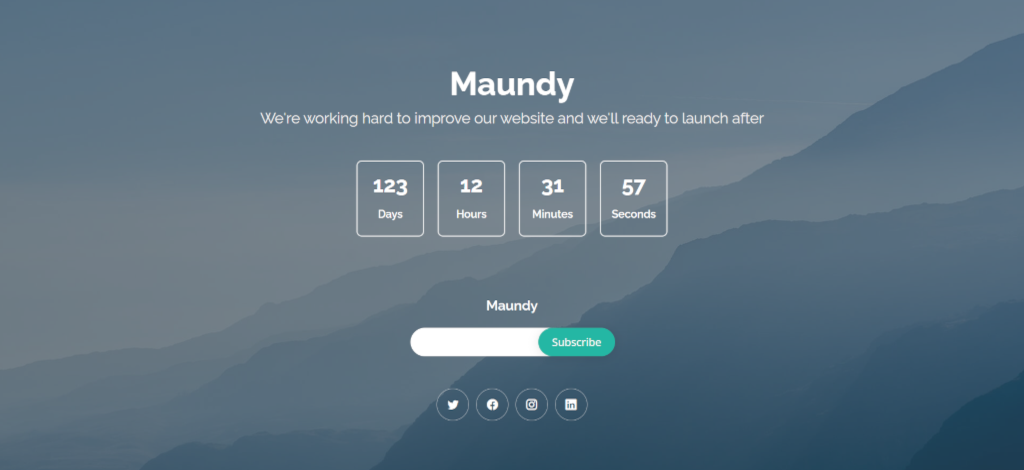 Maundy
We're working hard to improve our website and we'll ready to launch after
123 12 31 57
Days Hours Minutes Seconds
Maundy
Subscribe